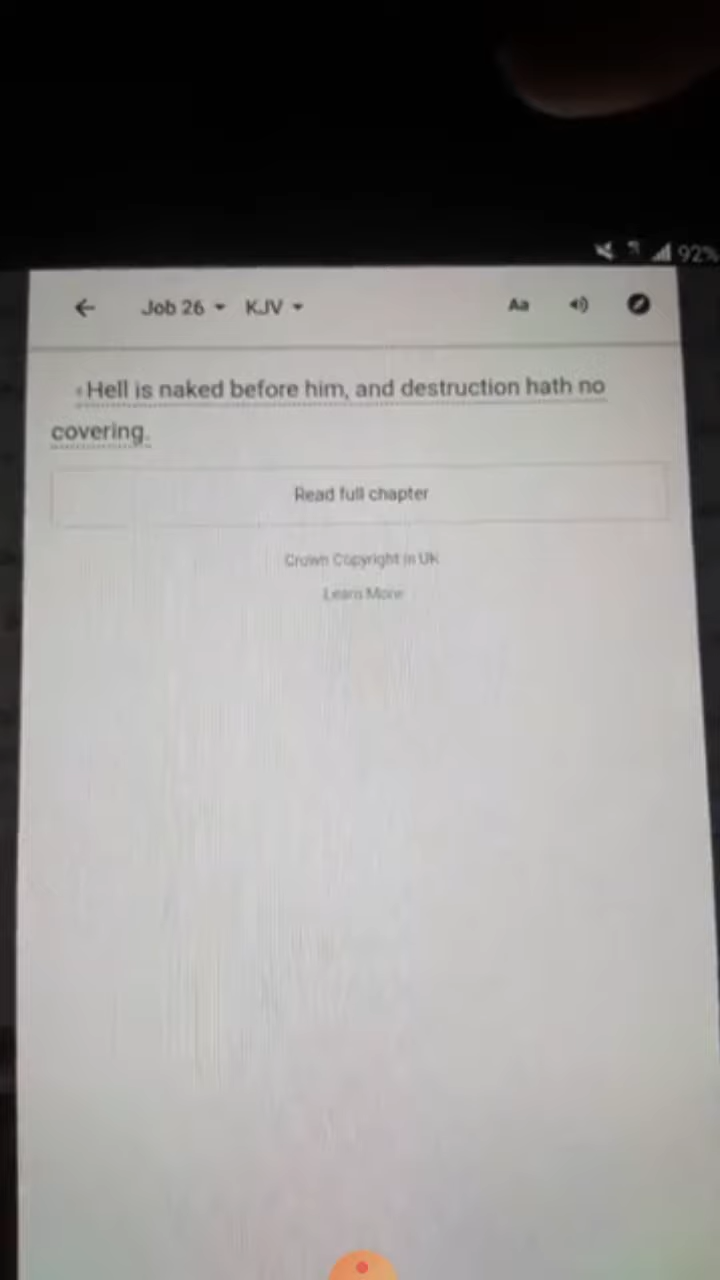 92%
Job 26 KJV Aa
Hell is naked before him, and destruction hath no
covering.
Read full chapter
Crown Copyright in UK
Learn More